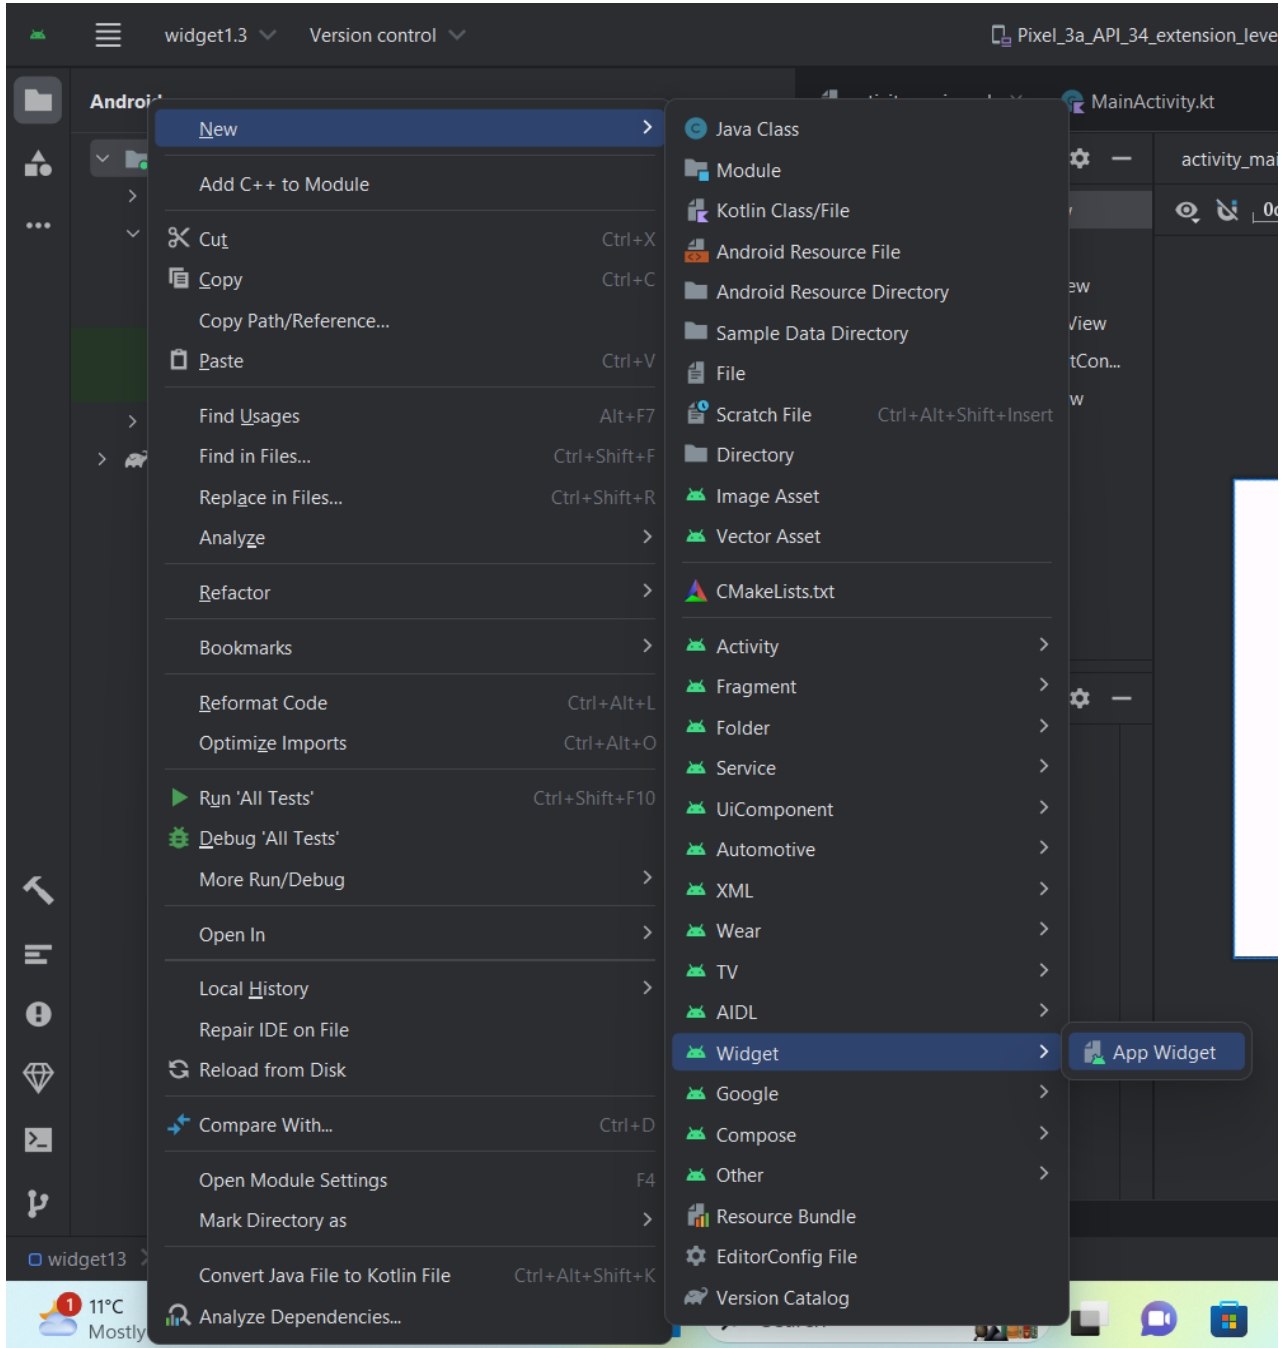 widget1.3
Version control
Pixel_3a_API_34_extension_leve
Androi
MainActivity.kt
activity_mai
New
Add C++ to Module
Cut Ctrl+X
Copy Ctrl+C
Copy Path/Reference...
Paste Ctrl+V
Find Usages Alt+F7
Find in Files... Ctrl+Shift+F
Replace in Files... Ctrl+Shift+R
Analyze
Refactor
Bookmarks
Reformat Code Ctrl+Alt+L
Optimize Imports Ctrl+Alt+O
Run 'All Tests' Ctrl+Shift+F10
Debug 'All Tests'
More Run/Debug
Open In
Local History
Repair IDE on File
Reload from Disk
Compare With... Ctrl+D
Open Module Settings F4
Mark Directory as
Convert Java File to Kotlin File Ctrl+Alt+Shift+K
Analyze Dependencies...
Java Class
Module
Kotlin Class/File
Android Resource File
Android Resource Directory
Sample Data Directory
File
Scratch File Ctrl+Alt+Shift+Insert
Directory
Image Asset
Vector Asset
CMakeLists.txt
Activity
Fragment
Folder
Service
UiComponent
Automotive
XML
Wear
TV
AIDL
Widget
Google
Compose
Other
Resource Bundle
EditorConfig File
Version Catalog
App Widget
ew
View
tCon...
w
widget13
1
11°C
Mostly